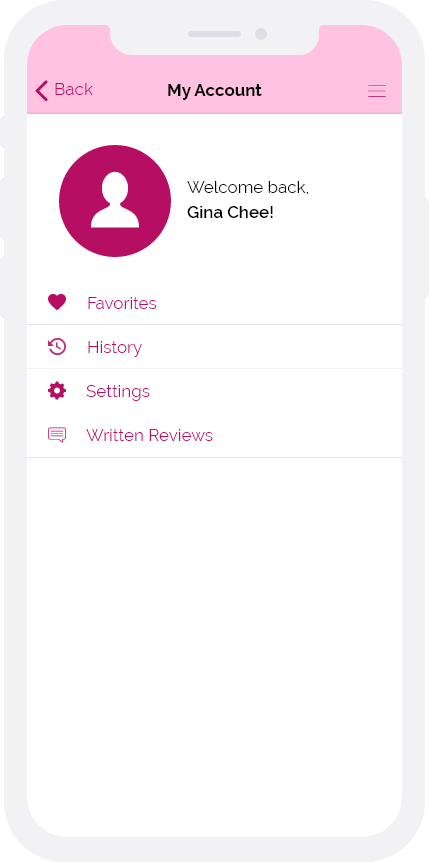 Back
My Account
Welcome back,
Gina Chee!
Favorites
History
Settings
Written Reviews